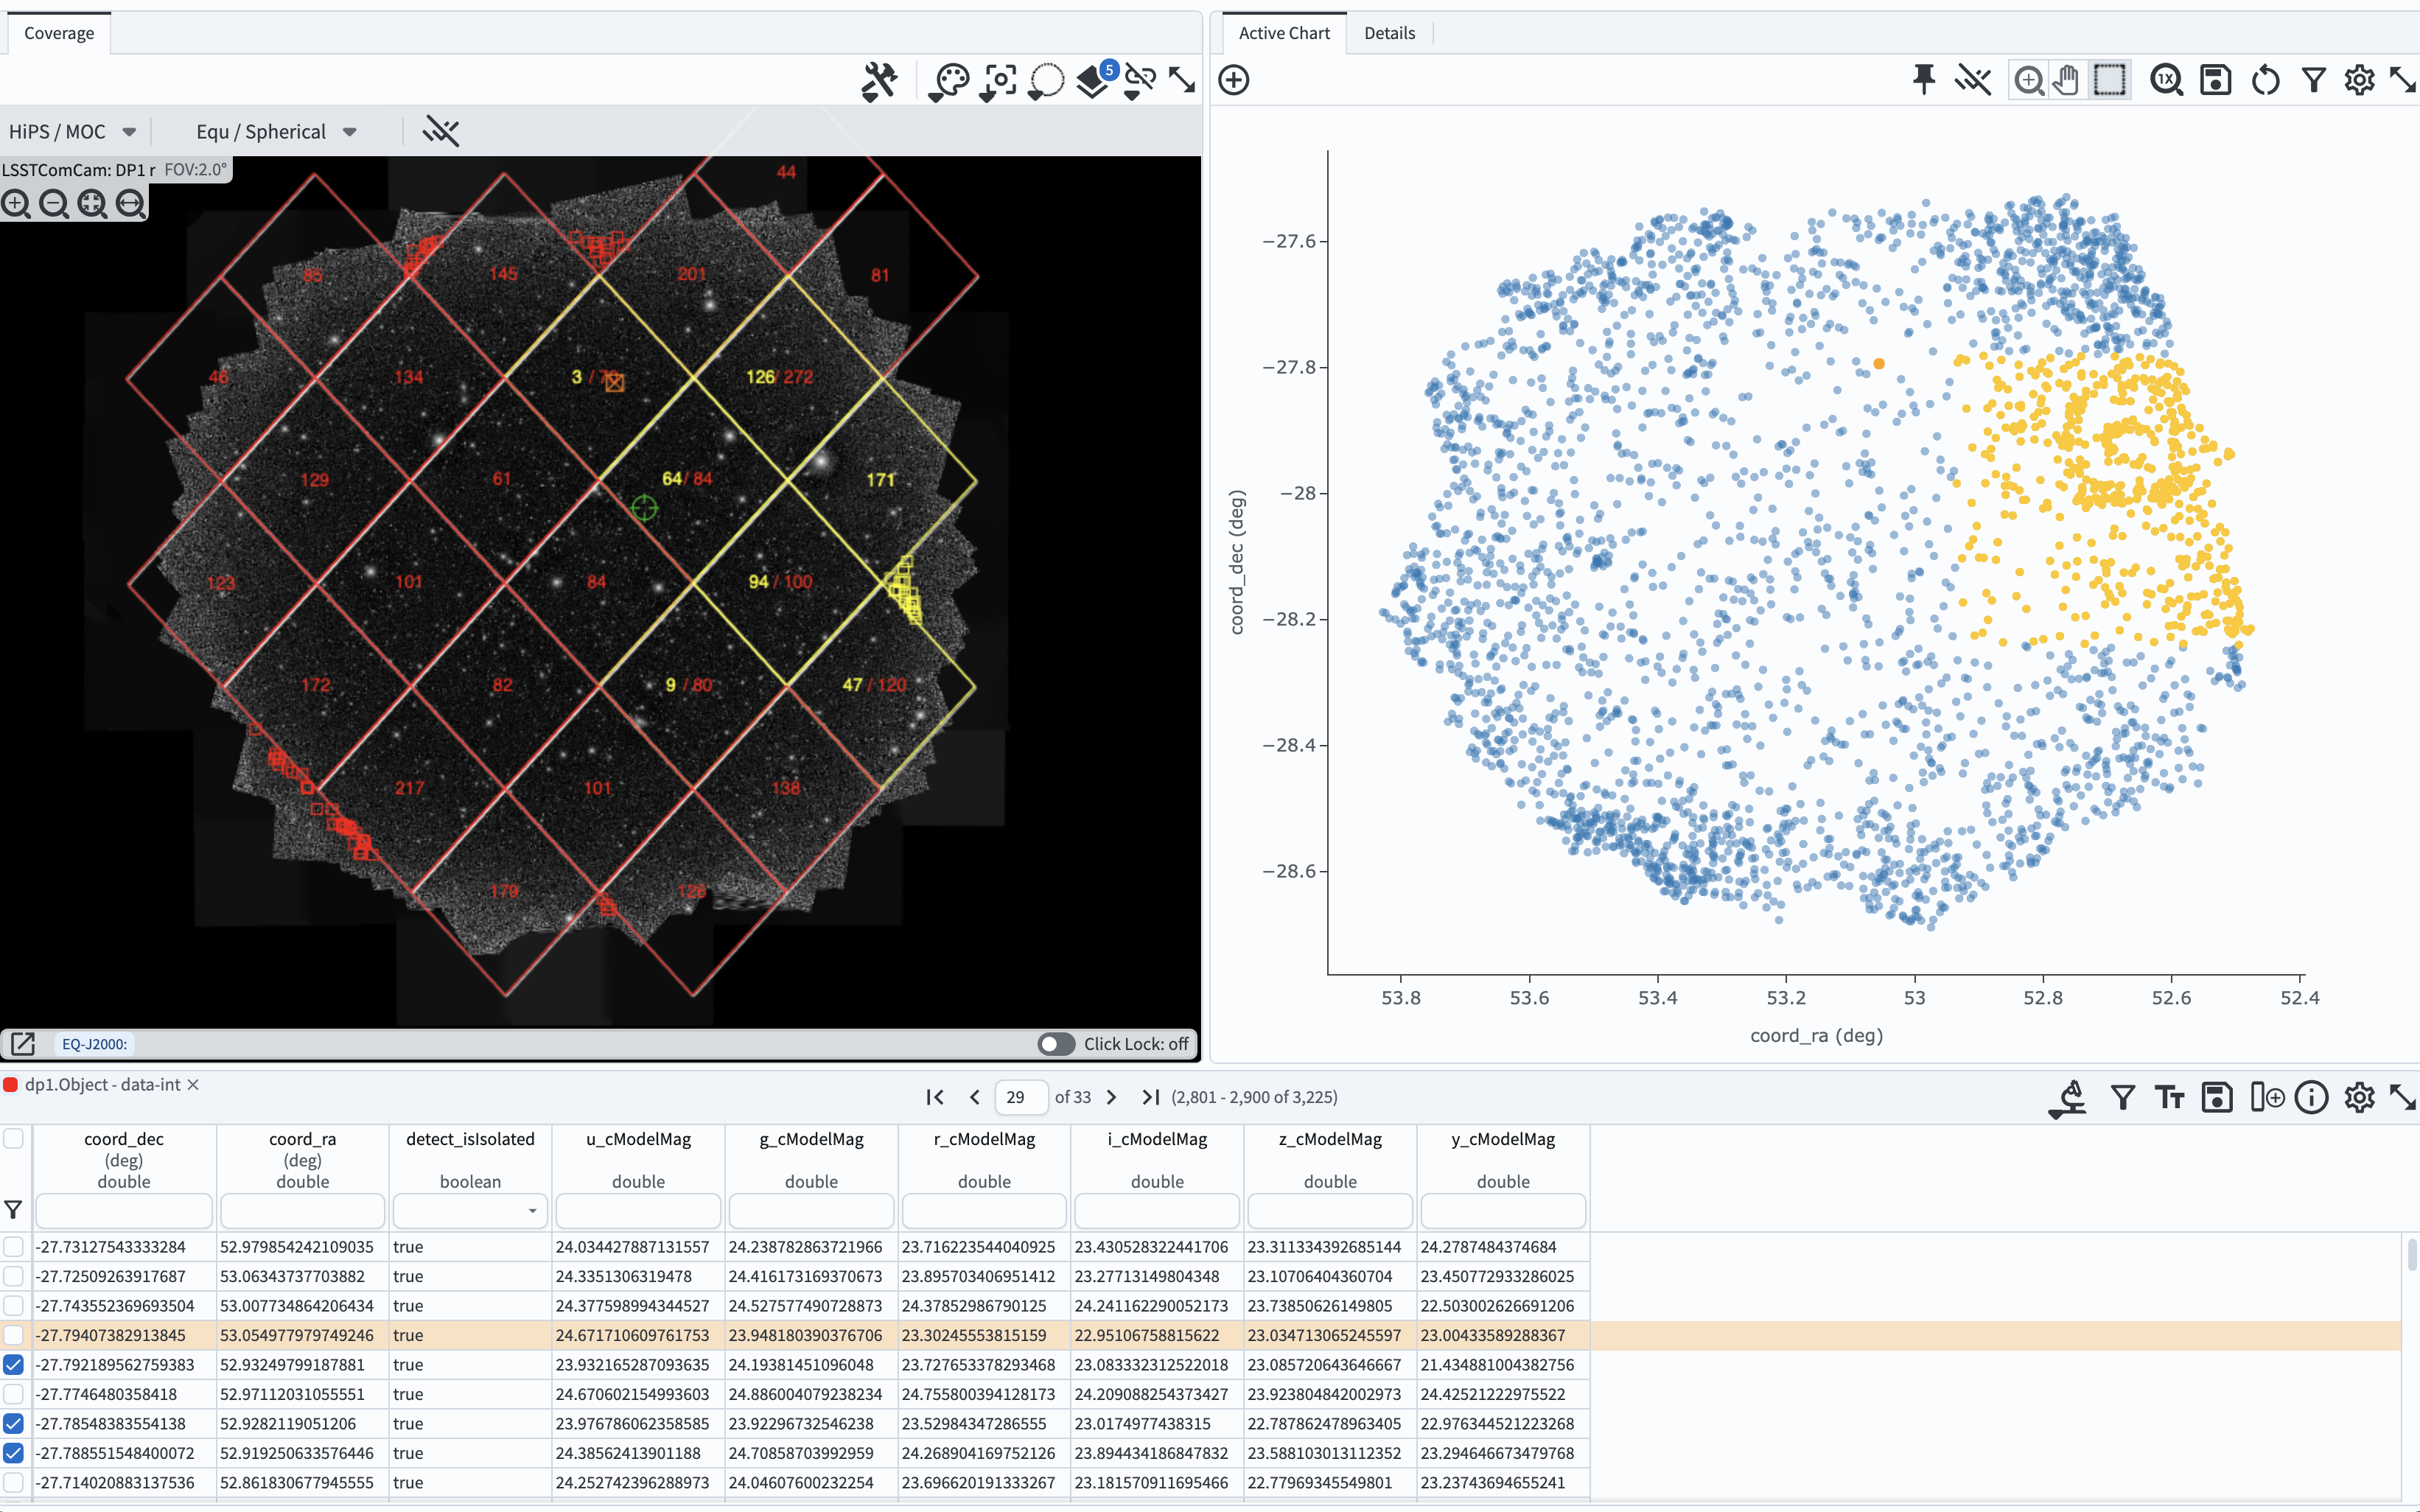 Coverage
Active Chart Details
5
1X
HiPS / MOC Equ / Spherical
LSSTComCam: DP1 r FOV:2.0°
44
85 145 201 81
46 134 3 / 126/ 272
129 61 64/ 84 171
123 101 84 94 / 100
172 82 9 / 80 47 / 120
217 101 138
179 126
EQ-J2000: Click Lock: off
coord_dec (deg)
−27.6
−27.8
−28
−28.2
−28.4
−28.6
53.8 53.6 53.4 53.2 53 52.8 52.6 52.4
coord_ra (deg)
dp1.Object - data-int
29 of 33 (2,801 - 2,900 of 3,225)
coord_dec coord_ra detect_isIsolated u_cModelMag g_cModelMag r_cModelMag i_cModelMag z_cModelMag y_cModelMag
(deg) (deg)
double double boolean double double double double double double
-27.73127543333284 52.979854242109035 true 24.034427887131557 24.238782863721966 23.716223544040925 23.430528322441706 23.311334392685144 24.2787484374684
-27.72509263917687 53.06343737703882 true 24.3351306319478 24.416173169370673 23.895703406951412 23.27713149804348 23.10706404360704 23.450772933286025
-27.743552369693504 53.007734864206434 true 24.377598994344527 24.527577490728873 24.37852986790125 24.241162290052173 23.73850626149805 22.503002626691206
-27.79407382913845 53.054977979749246 true 24.671710609761753 23.948180390376706 23.30245553815159 22.95106758815622 23.034713065245597 23.00433589288367
-27.792189562759383 52.93249799187881 true 23.932165287093635 24.19381451096048 23.727653378293468 23.083332312522018 23.085720643646667 21.434881004382756
-27.7746480358418 52.97112031055551 true 24.670602154993603 24.886004079238234 24.755800394128173 24.209088254373427 23.923804842002973 24.42521222975522
-27.78548383554138 52.9282119051206 true 23.976786062358585 23.92296732546238 23.52984347286555 23.0174977438315 22.787862478963405 22.976344521223268
-27.788551548400072 52.919250633576446 true 24.38562413901188 24.70858703992959 24.268904169752126 23.894434186847832 23.588103013112352 23.294646673479768
-27.714020883137536 52.861830677945555 true 24.252742396288973 24.04607600232254 23.696620191333267 23.181570911695466 22.77969345549801 23.23743694655241